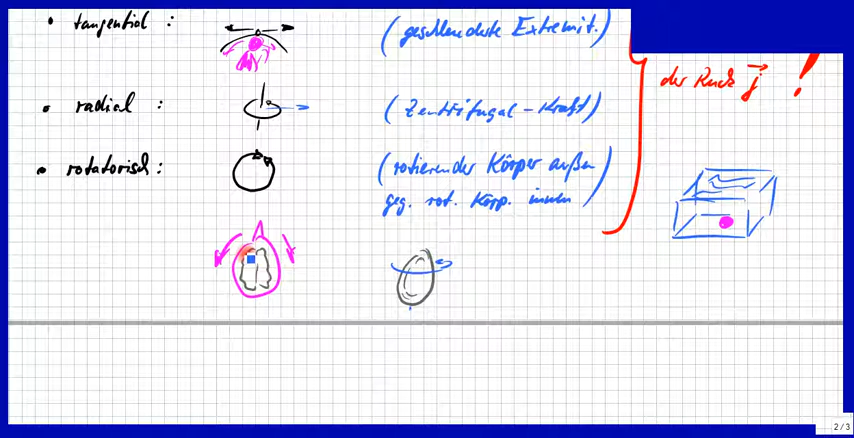 • tangential : (geschleuderte Extremit.)
der Ruck j⃗ !
• radial : (Zentrifugal-Kraft)
• rotatorisch : (rotierender Körper außen
geg. rot. Körp. innen)
2 / 3